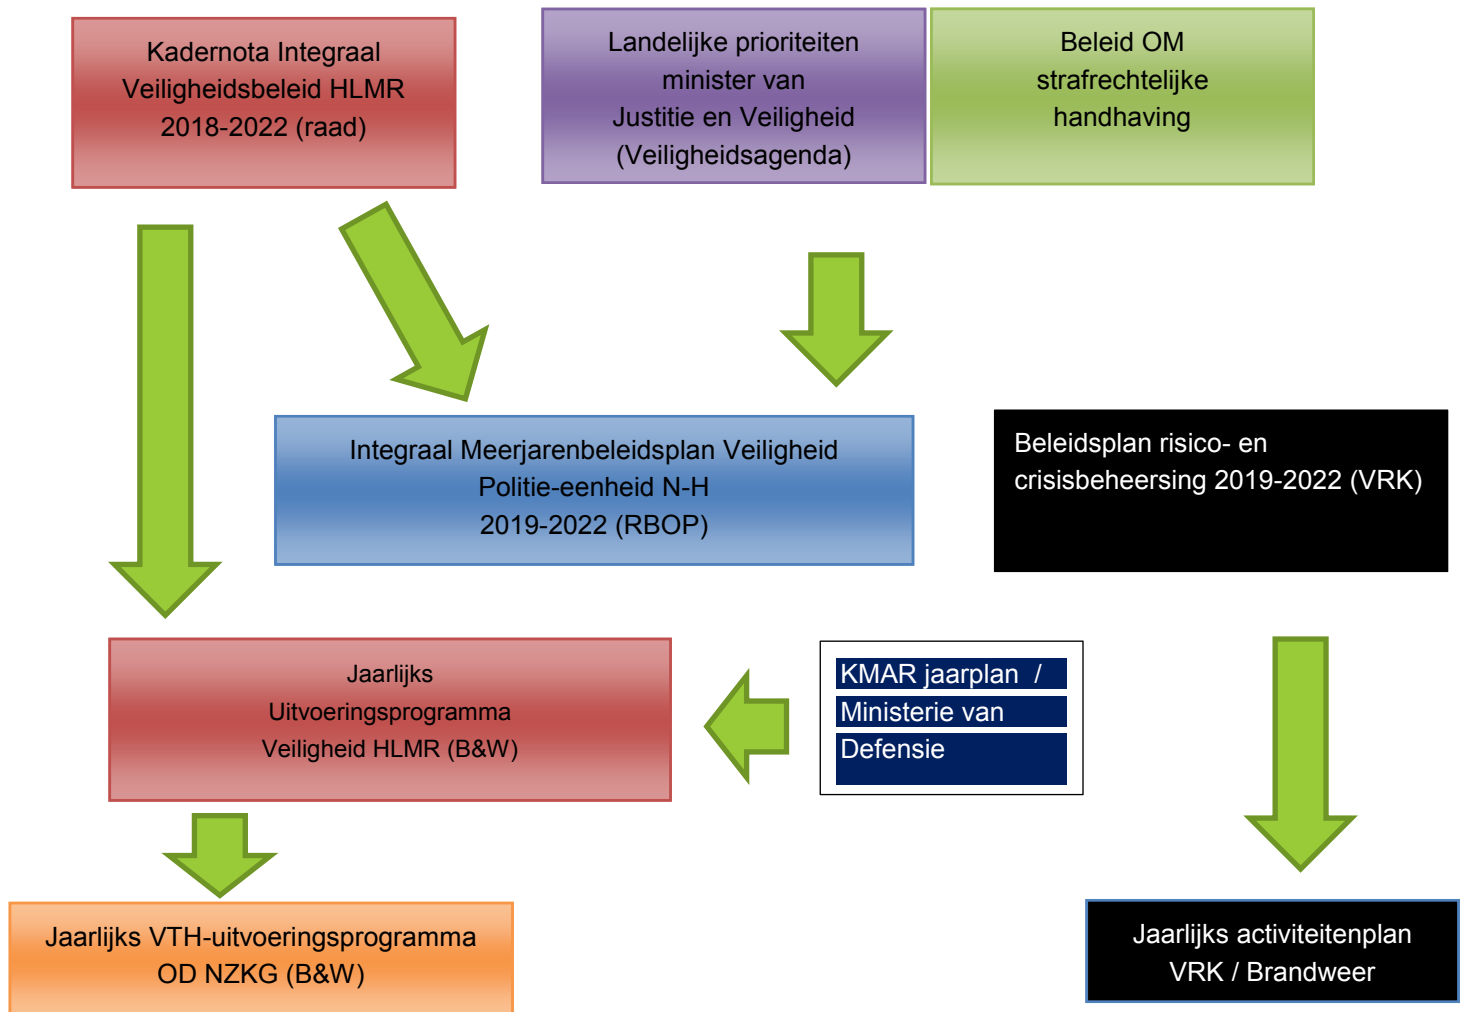 Kadernota Integraal
Veiligheidsbeleid HLMR
2018-2022 (raad)
Landelijke prioriteiten
minister van
Justitie en Veiligheid
(Veiligheidsagenda)
Beleid OM
strafrechtelijke
handhaving
Integraal Meerjarenbeleidsplan Veiligheid
Politie-eenheid N-H
2019-2022 (RBOP)
Beleidsplan risico- en
crisisbeheersing 2019-2022 (VRK)
Jaarlijks
Uitvoeringsprogramma
Veiligheid HLMR (B&W)
KMAR jaarplan /
Ministerie van
Defensie
Jaarlijks VTH-uitvoeringsprogramma
OD NZKG (B&W)
Jaarlijks activiteitenplan
VRK / Brandweer